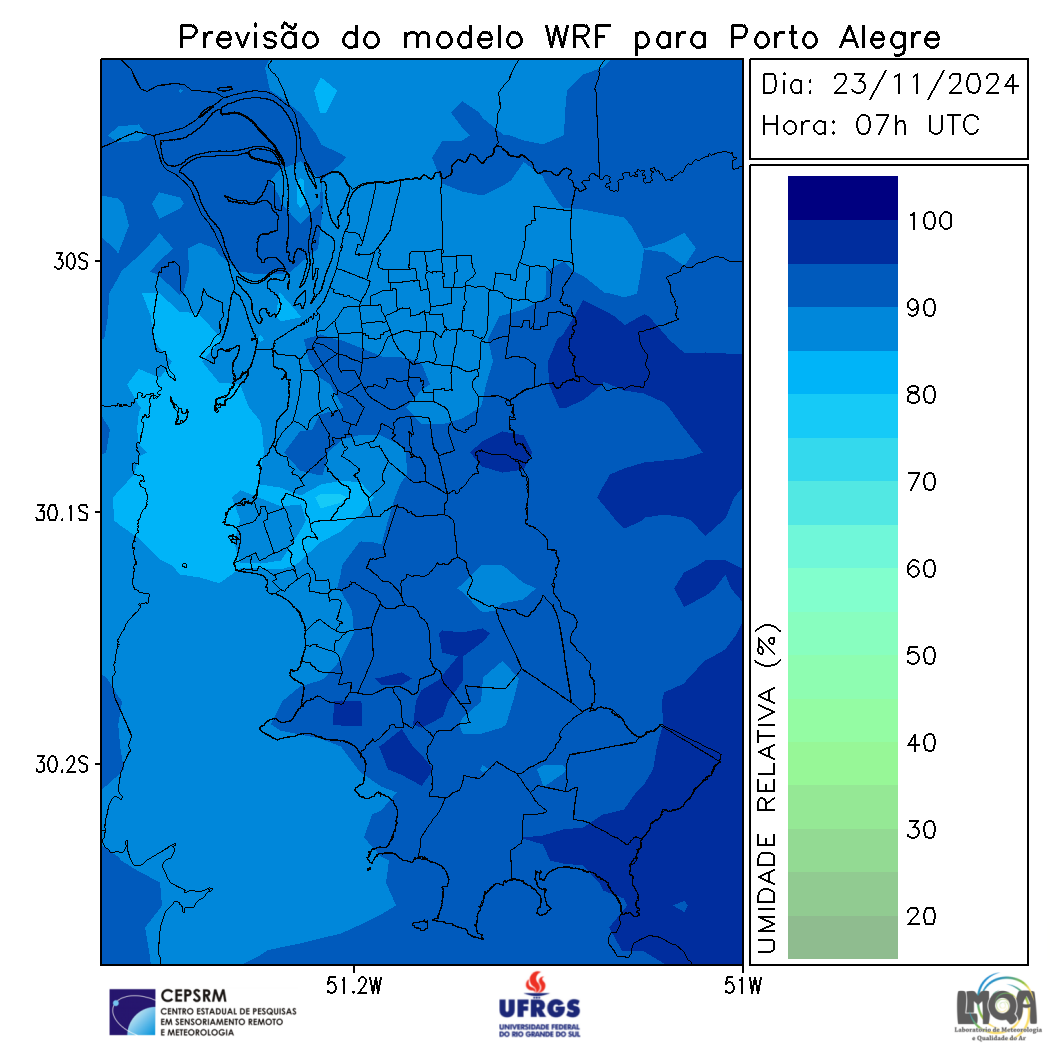 Previsão do modelo WRF para Porto Alegre
Dia: 23/11/2024
Hora: 07h UTC
30S
30.1S
30.2S
51.2W
51W
UMIDADE RELATIVA (%)
100
90
80
70
60
50
40
30
20
CEPSRM
CENTRO ESTADUAL DE PESQUISAS
EM SENSORIAMENTO REMOTO
E METEOROLOGIA
UFRGS
UNIVERSIDADE FEDERAL
DO RIO GRANDE DO SUL
LMQA
Laboratório de Meteorologia
e Qualidade do Ar